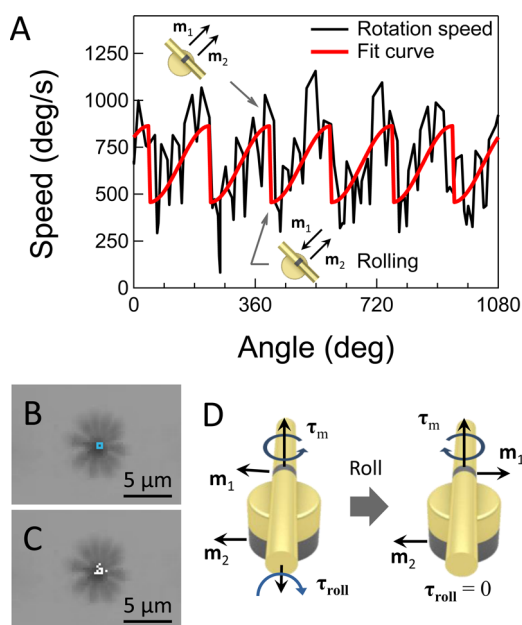 A
m1
m2
Rotation speed
Fit curve
1250
1000
750
500
250
0
Speed (deg/s)
m1
m2
Rolling
0
360
720
1080
Angle (deg)
B
5 μm
C
5 μm
D
τm
m1
m2
τroll
Roll
τm
m1
m2
τroll = 0